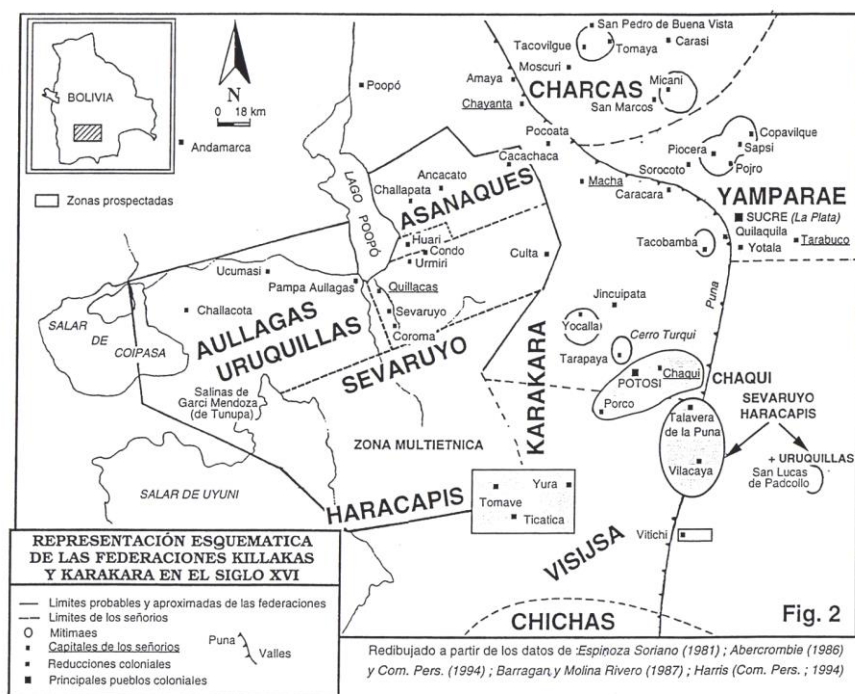 BOLIVIA
N
0 18 km
Andamarca
Zonas prospectadas
Poopó
LAGO POOPÓ
San Pedro de Buena Vista
Tacovilgue
Tomaya
Carasi
Moscuri
Amaya
Micani
CHARCAS
Chayanta
San Marcos
Pocoata
Copavilque
Piocera
Sapsi
Cacachaca
Sorocoto
Pojro
Ancacato
Macha
Challapata
Caracara
YAMPARAE
ASANAQUES
SUCRE (La Plata)
Huari
Quilaquila
Condo
Tacobamba
Yotala
Tarabuco
Urmiri
Culta
Ucumasi
Pampa Aullagas
Quillacas
Puna
Challacota
Sevaruyo
Jincuipata
SALAR
DE
COIPASA
AULLAGAS
URUQUILLAS
Coroma
Yocalla
Cerro Turqui
SEVARUYO
KARAKARA
Tarapaya
Chaqui
POTOSI
CHAQUI
Salinas de
Garci Mendoza
(de Tunupa)
Porco
SEVARUYO
HARACAPIS
Talavera
de la Puna
ZONA MULTIETNICA
+ URUQUILLAS
San Lucas
de Padcollo
Vilacaya
SALAR DE UYUNI
HARACAPIS
Yura
Tomave
Ticatica
VISIJSA
Vitichi
CHICHAS
Fig. 2
REPRESENTACIÓN ESQUEMATICA
DE LAS FEDERACIONES KILLAKAS
Y KARAKARA EN EL SIGLO XVI
Limites probables y aproximadas de las federaciones
Limites de los señorios
Mitimaes
Capitales de los señorios
Reducciones coloniales
Principales pueblos coloniales
Puna
Valles
Redibujado a partir de los datos de :Espinoza Soriano (1981) ; Abercrombie (1986)
y Com. Pers. (1994) ; Barragan y Molina Rivero (1987) ; Harris (Com. Pers. ; 1994)